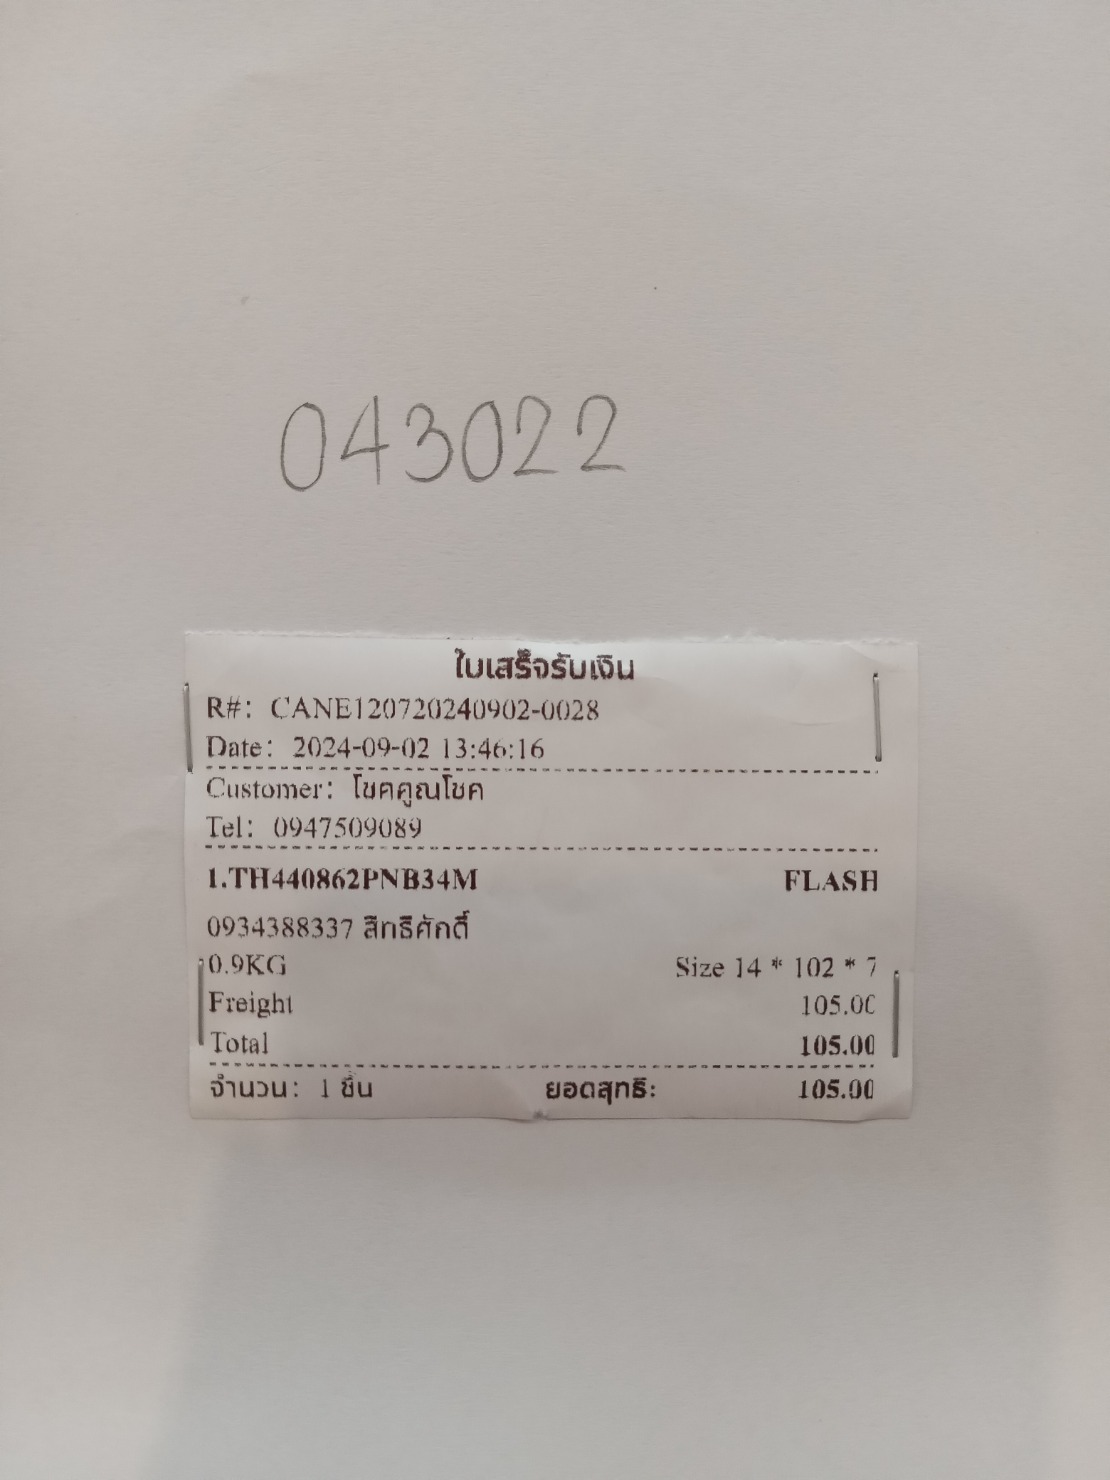 043022
ใบเสร็จรับเงิน
R#: CANE120720240902-0028
Date: 2024-09-02 13:46:16
Customer: โชคคูณโชค
Tel: 0947509089
1.TH440862PNB34M FLASH
0934388337 สิทธิศักดิ์
0.9KG Size 14 * 102 * 7
Freight 105.00
Total 105.00
จำนวน: 1 ชิ้น ยอดสุทธิ: 105.00